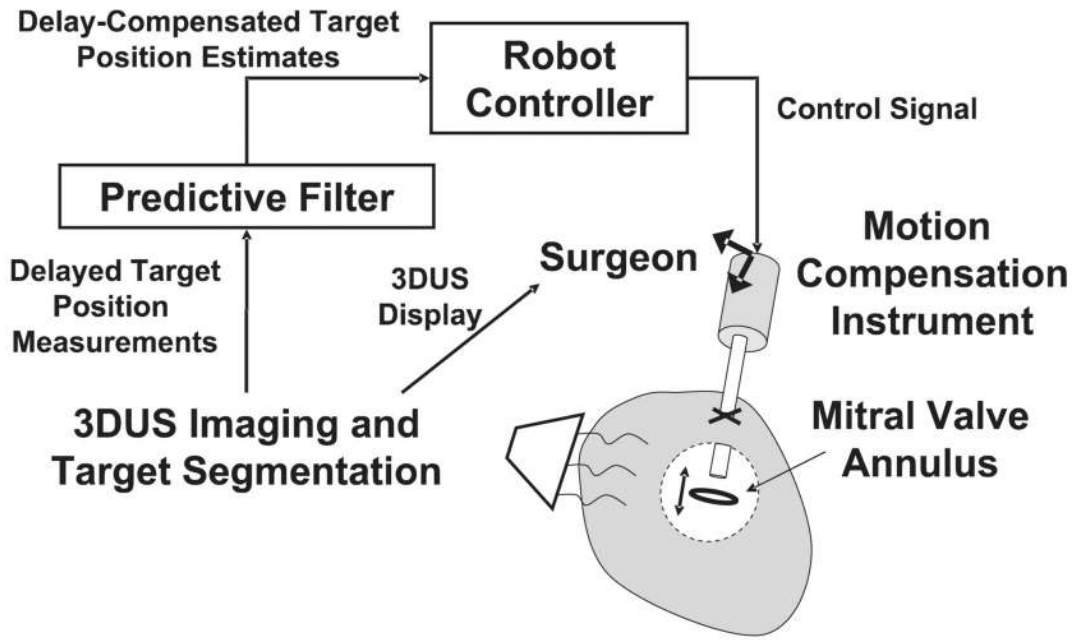 Delay-Compensated Target
Position Estimates
Robot
Controller
Control Signal
Predictive Filter
Delayed Target
Position
Measurements
3DUS
Display
Surgeon
Motion
Compensation
Instrument
3DUS Imaging and
Target Segmentation
Mitral Valve
Annulus